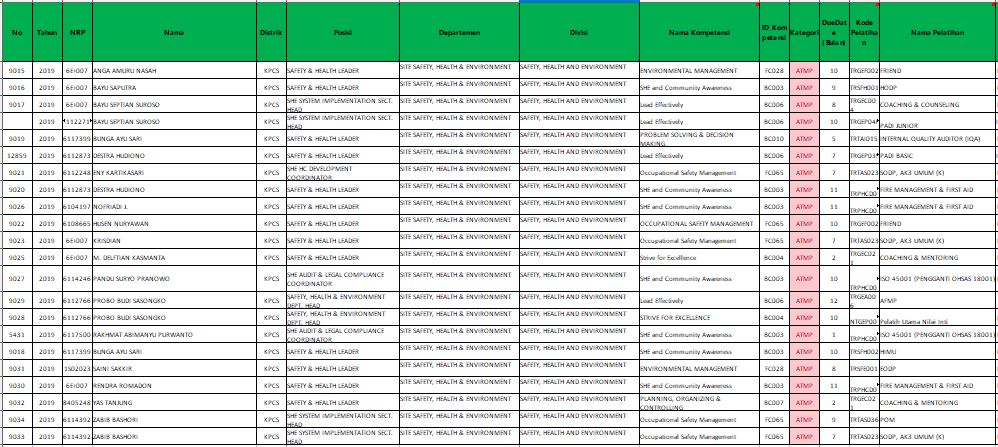 No Tahun NRP Nama Distrik Posisi Departemen Divisi Nama Kompetensi ID_Kompetensi Kategori DueDate (Bulan) Kode Pelatihan Nama Pelatihan
9015 2019 6EI007 ANGA AMURU NASAH KPCS SAFETY & HEALTH LEADER SITE SAFETY, HEALTH & ENVIRONMENT SAFETY, HEALTH AND ENVIRONMENT ENVIRONMENTAL MANAGEMENT FC028 ATMP 10 TRGEF002 FRIEND
9016 2019 6EI007 BAYU SAPUTRA KPCS SAFETY & HEALTH LEADER SITE SAFETY, HEALTH & ENVIRONMENT SAFETY, HEALTH AND ENVIRONMENT SHE and Community Awareness BC003 ATMP 9 TRSFH001 HOOP
9017 2019 6EI007 BAYU SEPTIAN SUROSO KPCS SHE SYSTEM IMPLEMENTATION SECT. HEAD SITE SAFETY, HEALTH & ENVIRONMENT SAFETY, HEALTH AND ENVIRONMENT Lead Effectively BC006 ATMP 8 TRGEC004 COACHING & COUNSELING
2019 112271 BAYU SEPTIAN SUROSO KPCS SHE SYSTEM IMPLEMENTATION SECT. HEAD SITE SAFETY, HEALTH & ENVIRONMENT SAFETY, HEALTH AND ENVIRONMENT Lead Effectively BC006 ATMP 10 TRGEP04 PADI JUNIOR
9019 2019 6117399 BUNGA AYU SARI KPCS SAFETY & HEALTH LEADER SITE SAFETY, HEALTH & ENVIRONMENT SAFETY, HEALTH AND ENVIRONMENT PROBLEM SOLVING & DECISION MAKING BC010 ATMP 5 TRTAI015 INTERNAL QUALITY AUDITOR (IQA)
12859 2019 6112873 DESTRA HUDIONO KPCS SAFETY & HEALTH LEADER SITE SAFETY, HEALTH & ENVIRONMENT SAFETY, HEALTH AND ENVIRONMENT Lead Effectively BC006 ATMP 7 TRGEP03 PADI BASIC
9021 2019 6112248 ENY KARTIKASARI KPCS SHE HC DEVELOPMENT COORDINATOR SITE SAFETY, HEALTH & ENVIRONMENT SAFETY, HEALTH AND ENVIRONMENT Occupational Safety Management FC065 ATMP 7 TRTAS023 SODP, AK3 UMUM (K)
9020 2019 6112873 DESTRA HUDIONO KPCS SAFETY & HEALTH LEADER SITE SAFETY, HEALTH & ENVIRONMENT SAFETY, HEALTH AND ENVIRONMENT SHE and Community Awareness BC003 ATMP 11 TRPHC00 FIRE MANAGEMENT & FIRST AID
9026 2019 6104197 NOFRIADI J. KPCS SAFETY & HEALTH LEADER SITE SAFETY, HEALTH & ENVIRONMENT SAFETY, HEALTH AND ENVIRONMENT SHE and Community Awareness BC003 ATMP 11 TRPHC00 FIRE MANAGEMENT & FIRST AID
9022 2019 6108665 HUSEN NURYAWAN KPCS SAFETY & HEALTH LEADER SITE SAFETY, HEALTH & ENVIRONMENT SAFETY, HEALTH AND ENVIRONMENT OCCUPATIONAL SAFETY MANAGEMENT FC065 ATMP 10 TRGEF002 FRIEND
9023 2019 6EI007 KRISDIAN KPCS SAFETY & HEALTH LEADER SITE SAFETY, HEALTH & ENVIRONMENT SAFETY, HEALTH AND ENVIRONMENT Occupational Safety Management FC065 ATMP 7 TRTAS023 SODP, AK3 UMUM (K)
9025 2019 6EI007 M. DELFTIAN KASMANTA KPCS SAFETY & HEALTH LEADER SITE SAFETY, HEALTH & ENVIRONMENT SAFETY, HEALTH AND ENVIRONMENT Strive for Excellence BC004 ATMP 2 TRGEC021 COACHING & MENTORING
9027 2019 6114246 PANDU SURYO PRANOWO KPCS SHE AUDIT & LEGAL COMPLIANCE COORDINATOR SITE SAFETY, HEALTH & ENVIRONMENT SAFETY, HEALTH AND ENVIRONMENT SHE and Community Awareness BC003 ATMP 10 TRPHC00 ISO 45001 (PENGGANTI OHSAS 18001)
9029 2019 6112766 PROBO BUDI SASONGKO KPCS SAFETY, HEALTH & ENVIRONMENT DEPT. HEAD SITE SAFETY, HEALTH & ENVIRONMENT SAFETY, HEALTH AND ENVIRONMENT Lead Effectively BC006 ATMP 12 TRGEA006 AFMP
9028 2019 6112766 PROBO BUDI SASONGKO KPCS SAFETY, HEALTH & ENVIRONMENT DEPT. HEAD SITE SAFETY, HEALTH & ENVIRONMENT SAFETY, HEALTH AND ENVIRONMENT STRIVE FOR EXCELLENCE BC004 ATMP 10 NTGEP00 Pelatih Utama Nilai Inti
5431 2019 6117500 RAKHMAT ABIMANYU PURWANTO KPCS SHE AUDIT & LEGAL COMPLIANCE COORDINATOR SITE SAFETY, HEALTH & ENVIRONMENT SAFETY, HEALTH AND ENVIRONMENT SHE and Community Awareness BC003 ATMP 1 TRPHC00 ISO 45001 (PENGGANTI OHSAS 18001)
9018 2019 6117399 BUNGA AYU SARI KPCS SAFETY & HEALTH LEADER SITE SAFETY, HEALTH & ENVIRONMENT SAFETY, HEALTH AND ENVIRONMENT SHE and Community Awareness BC003 ATMP 10 TRSFH002 HIMU
9031 2019 1S02023 SAINI SAKKIR KPCS SAFETY & HEALTH LEADER SITE SAFETY, HEALTH & ENVIRONMENT SAFETY, HEALTH AND ENVIRONMENT ENVIRONMENTAL MANAGEMENT FC028 ATMP 8 TRSFE001 EODP
9030 2019 6EI007 RENDRA ROMADON KPCS SAFETY & HEALTH LEADER SITE SAFETY, HEALTH & ENVIRONMENT SAFETY, HEALTH AND ENVIRONMENT SHE and Community Awareness BC003 ATMP 11 TRPHC00 FIRE MANAGEMENT & FIRST AID
9032 2019 8405248 YAS TANJUNG KPCS SAFETY & HEALTH LEADER SITE SAFETY, HEALTH & ENVIRONMENT SAFETY, HEALTH AND ENVIRONMENT PLANNING, ORGANIZING & CONTROLLING BC007 ATMP 2 TRGEC021 COACHING & MENTORING
9034 2019 6114392 ZABIB BASHORI KPCS SHE SYSTEM IMPLEMENTATION SECT. HEAD SITE SAFETY, HEALTH & ENVIRONMENT SAFETY, HEALTH AND ENVIRONMENT Occupational Safety Management FC065 ATMP 9 TRTAS036 POM
9033 2019 6114392 ZABIB BASHORI KPCS SHE SYSTEM IMPLEMENTATION SECT. HEAD SITE SAFETY, HEALTH & ENVIRONMENT SAFETY, HEALTH AND ENVIRONMENT Occupational Safety Management FC065 ATMP 7 TRTAS023 SODP, AK3 UMUM (K)